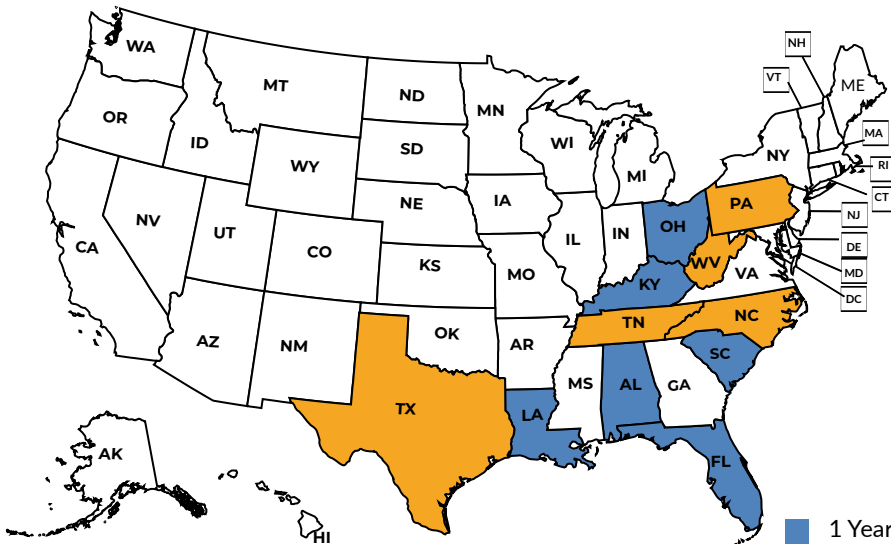 NH
WA
VT
ME
MT
ND
MN
OR
MA
WI
ID
SD
NY
RI
WY
MI
CT
NE
IA
PA
NJ
NV
OH
IL
IN
UT
DE
CA
CO
WV
MD
KS
MO
VA
KY
DC
TN
NC
OK
AZ
NM
AR
SC
MS
AL
GA
TX
LA
AK
FL
HI
1 Year